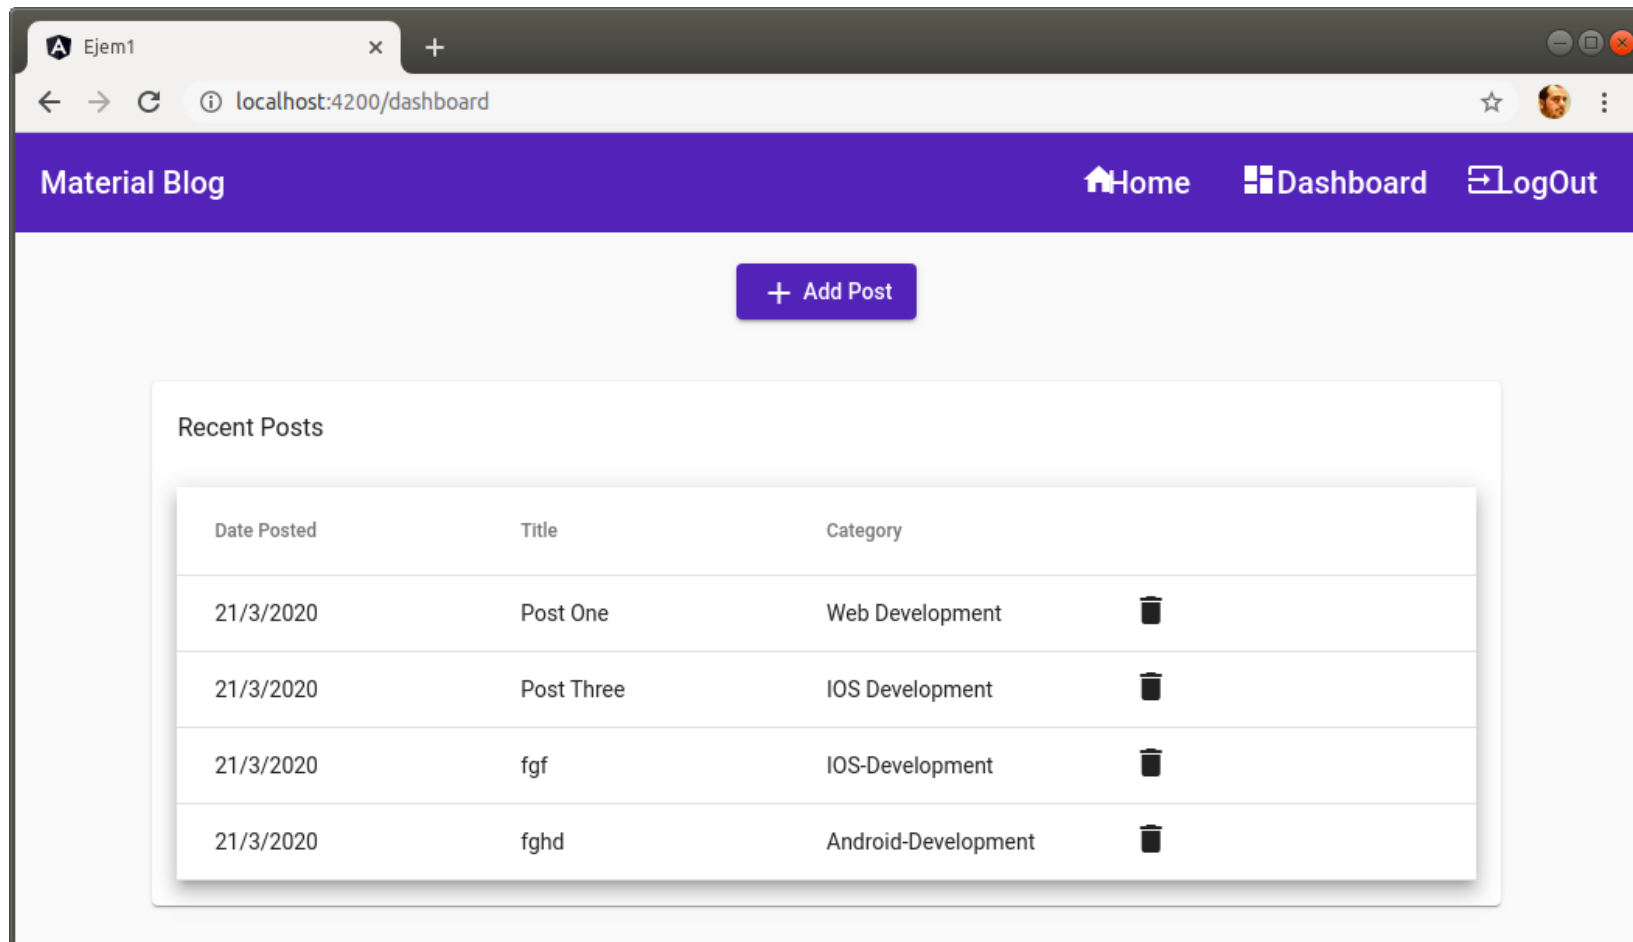 Ejem1
localhost:4200/dashboard
Material Blog Home Dashboard LogOut
Add Post
Recent Posts
Date Posted Title Category
21/3/2020 Post One Web Development
21/3/2020 Post Three IOS Development
21/3/2020 fgf IOS-Development
21/3/2020 fghd Android-Development